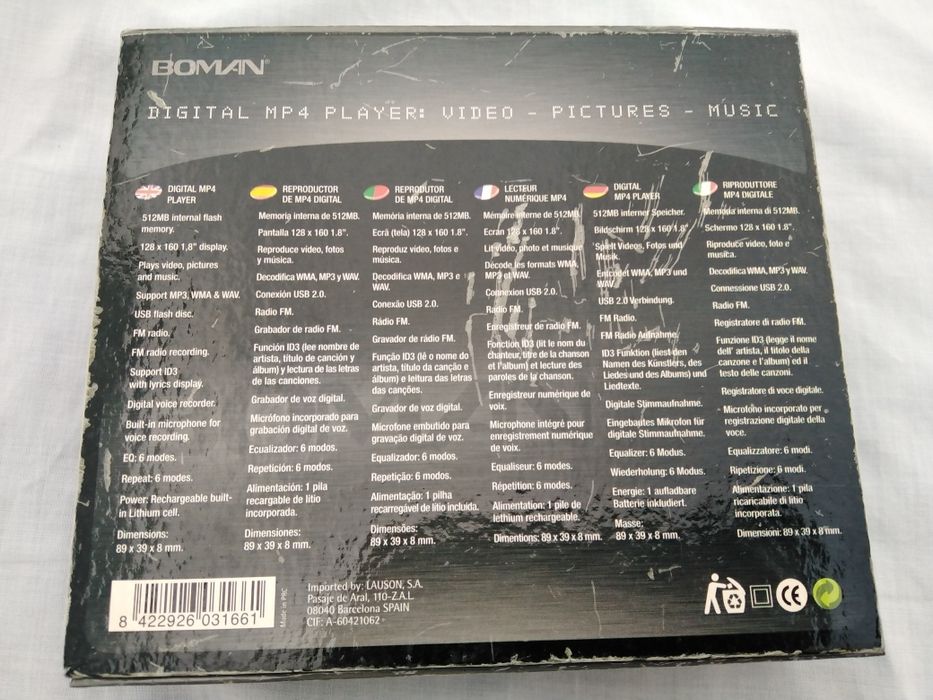 BOMAN®
DIGITAL MP4 PLAYER: VIDEO - PICTURES - MUSIC
DIGITAL MP4
PLAYER
512MB internal flash
memory.
128 x 160 1,8" display.
Plays video, pictures
and music.
Support MP3, WMA & WAV.
USB flash disc.
FM radio.
FM radio recording.
Support ID3
with lyrics display.
Digital voice recorder.
Built-in microphone for
voice recording.
EQ: 6 modes.
Repeat: 6 modes.
Power: Rechargeable built-
in Lithium cell.
Dimensions:
89 x 39 x 8 mm.
REPRODUCTOR
DE MP4 DIGITAL
Memoria interna de 512MB.
Pantalla 128 x 160 1.8".
Reproduce video, fotos
y música.
Decodifica WMA, MP3 y WAV.
Conexión USB 2.0.
Radio FM.
Grabador de radio FM.
Función ID3 (lee nombre de
artista, título de canción y
álbum) y lectura de las letras
de las canciones.
Grabador de voz digital.
Micrófono incorporado para
grabación digital de voz.
Ecualizador: 6 modos.
Repetición: 6 modos.
Alimentación: 1 pila
recargable de litio
incorporada.
Dimensiones:
89 x 39 x 8 mm.
REPRODUTOR
DE MP4 DIGITAL
Memória interna de 512MB.
Ecrã (tela) 128 x 160 1.8".
Reproduz video, fotos e
música.
Decodifica WMA, MP3 e
WAV.
Conexão USB 2.0.
Rádio FM.
Gravador de rádio FM.
Função ID3 (lê o nome do
artista, título da canção e
álbum) e leitura das letras
das canções.
Gravador de voz digital.
Microfone embutido para
gravação digital de voz.
Equalizador: 6 modos.
Repetição: 6 modos.
Alimentação: 1 pilha
recarregável de lítio incluida.
Dimensões:
89 x 39 x 8 mm.
LECTEUR
NUMÉRIQUE MP4
Mémoire interne de 512MB.
Ecran 128 x 160 1.8".
Lit vidéo, photo et musique
Décode les formats WMA,
MP3 et WAV.
Connexion USB 2.0.
Radio FM.
Enregistreur de radio FM.
Fonction ID3 (lit le nom du
chanteur, titre de la chanson
et l'album) et lecture des
paroles de la chanson.
Enregistreur numérique de
voix.
Microphone intégré pour
enregistrement numérique
de voix.
Equaliseur: 6 modes.
Répetition: 6 modes.
Alimentation: 1 pile de
lethium rechargeable.
Dimentions: 89 x 39 x 8 mm.
DIGITAL
MP4 PLAYER
512MB interner Speicher.
Bildschirm 128 x 160 1.8".
Spielt Videos, Fotos und
Musik.
Entcodet WMA, MP3 und
WAV.
USB 2.0 Verbindung.
FM Radio.
FM Radio Aufnahme.
ID3 Funktion (liest den
Namen des Künstlers, des
Liedes und des Albums) und
Liedtexte.
Digitale Stimmaufnahme.
Eingebautes Mikrofon für
digitale Stimmaufnahme.
Equalizer: 6 Modus.
Wiederholung: 6 Modus.
Energie: 1 aufladbare
Batterie inkludiert.
Masse:
89 x 39 x 8 mm.
RIPRODUTTORE
MP4 DIGITALE
Memoria interna di 512MB.
Schermo 128 x 160 1.8".
Riproduce video, foto e
musica.
Decodifica WMA, MP3 y WAV.
Connessione USB 2.0.
Radio FM.
Registratore di radio FM.
Funzione ID3 (legge il nome
dell' artista, il titolo della
canzone e l'album) ed il
testo delle canzoni.
Registratore di voce digitale.
Microfono incorporato per
registrazione digitale della
voce.
Equalizzatore: 6 modi.
Ripetizione: 6 modi.
Alimentazione: 1 pila
ricaricabile di litio
incorporata.
Dimensioni: 89 x 39 x 8 mm.
8 422926 031661
Made in PRC
Imported by: LAUSON, S.A.
Pasaje de Aral, 110-Z.A.L.
08040 Barcelona SPAIN
CIF: A-60421062
CE